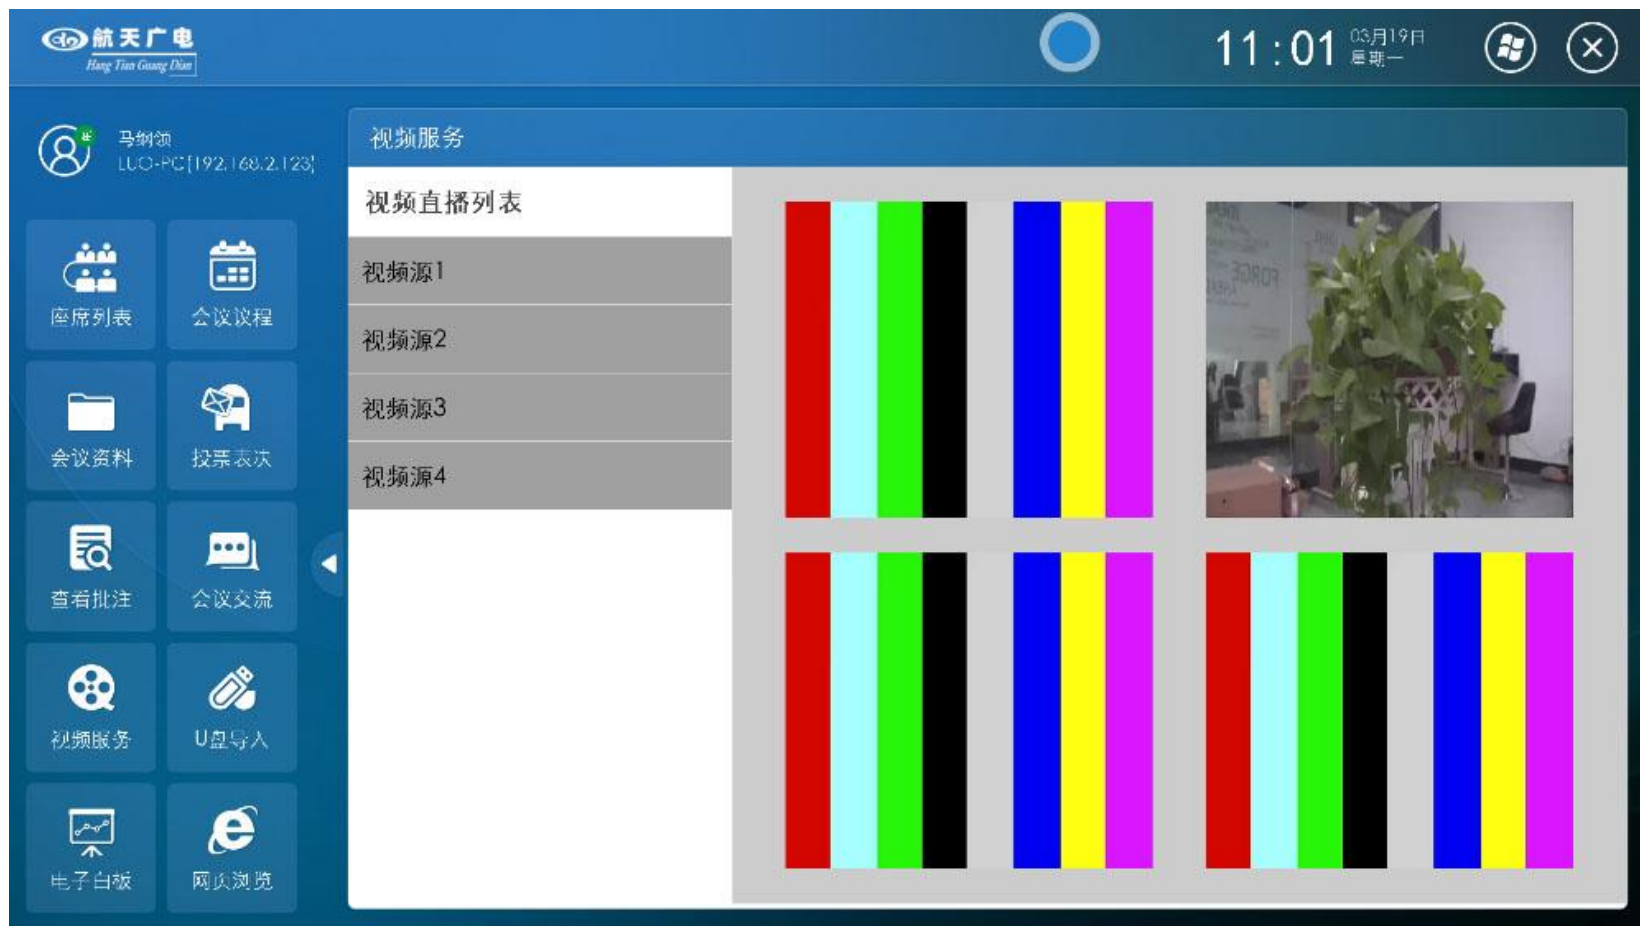 航天广电
Hang Tian Guang Dian
11:01
03月19日
星期一
马纲领
LUO-PC[192.168.2.123]
视频服务
座席列表
会议议程
会议资料
投票表决
查看批注
会议交流
视频服务
U盘导入
电子白板
网页浏览
视频直播列表
视频源1
视频源2
视频源3
视频源4
FORGE